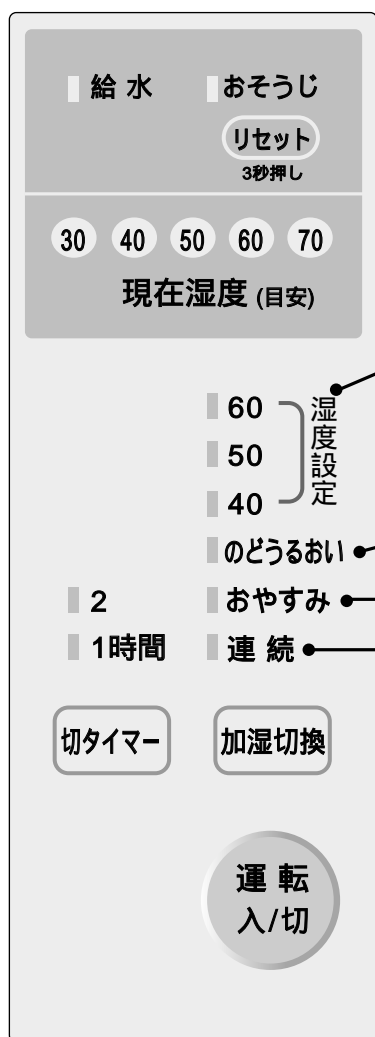 給水 おそうじ
リセット
3秒押し
30 40 50 60 70
現在湿度 (目安)
60
50
40
湿度設定
のどうるおい
2 おやすみ
1時間 連続
切タイマー 加湿切換
運転
入/切